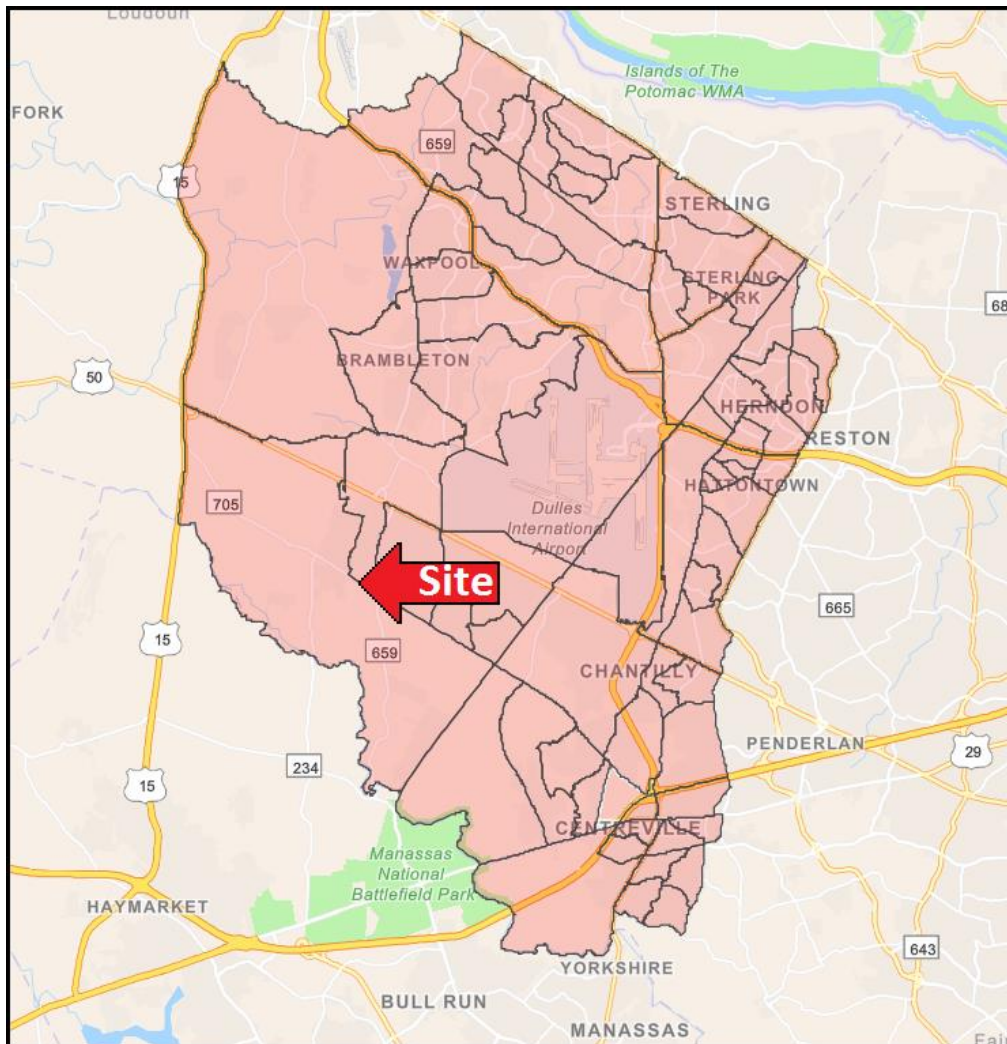 Loudoun
Islands of The
Potomac WMA
FORK
659
15
STERLING
WAXPOOL
STERLING
PARK
68
BRAMBLETON
50
HERNDON
RESTON
HATTONTOWN
705
Dulles
International
Airport
Site
665
15
659
CHANTILLY
PENDERLAN
29
234
15
CENTREVILLE
Manassas
National
Battlefield Park
HAYMARKET
643
YORKSHIRE
BULL RUN
MANASSAS